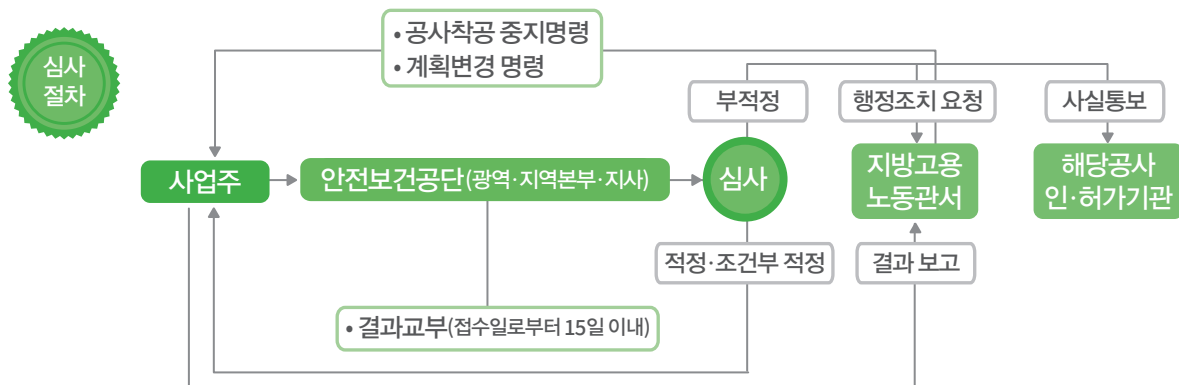 심사
절차
• 공사착공 중지명령
• 계획변경 명령
부적정
행정조치 요청
사실통보
사업주
안전보건공단(광역·지역본부·지사)
심사
지방고용
노동관서
해당공사
인·허가기관
적정·조건부 적정
결과 보고
• 결과교부(접수일로부터 15일 이내)